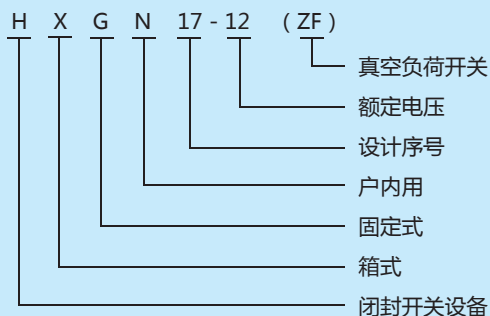 H X G N 17 - 12 (ZF)
真空负荷开关
额定电压
设计序号
户内用
固定式
箱式
闭封开关设备